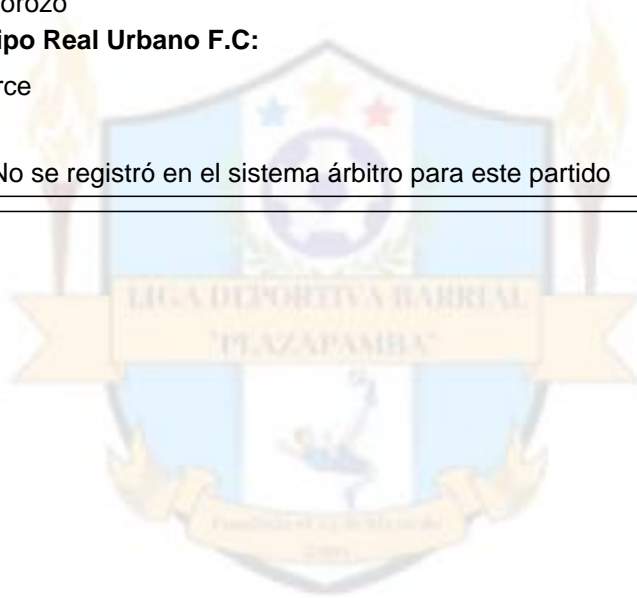 orozo
ipo Real Urbano F.C:
rce
No se registró en el sistema árbitro para este partido
LIGA DEPORTIVA BARRIAL
"PLAZAPAMBA"